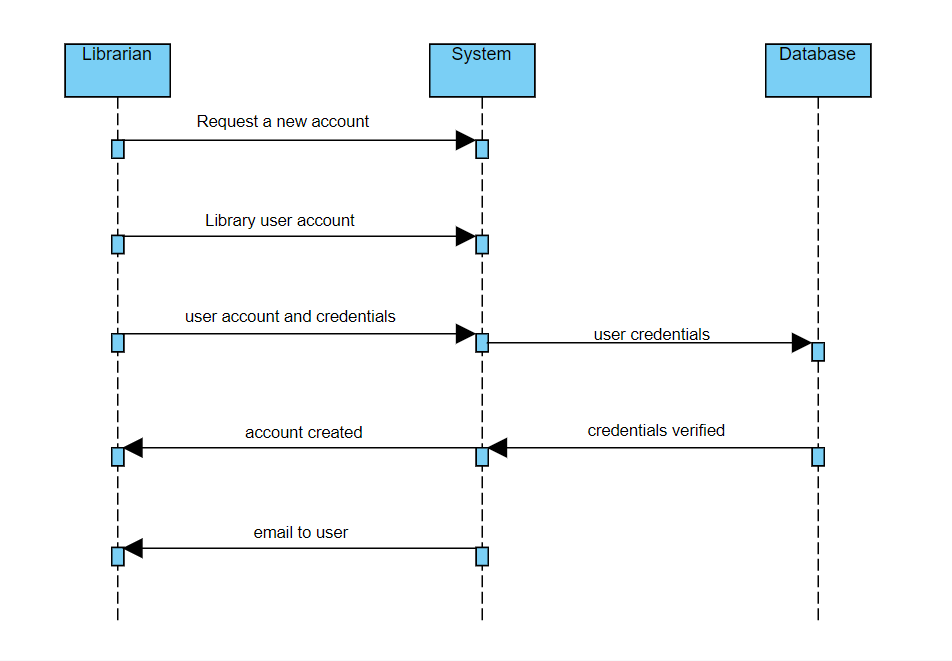 Librarian
System
Database
Request a new account
Library user account
user account and credentials
user credentials
account created
credentials verified
email to user